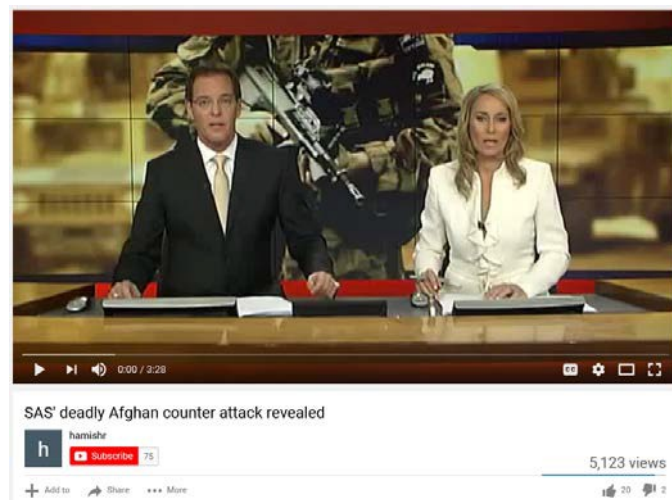 0:00 / 3:28
SAS' deadly Afghan counter attack revealed
h
hamishr
Subscribe 75
5,123 views
Add to Share More
20 2